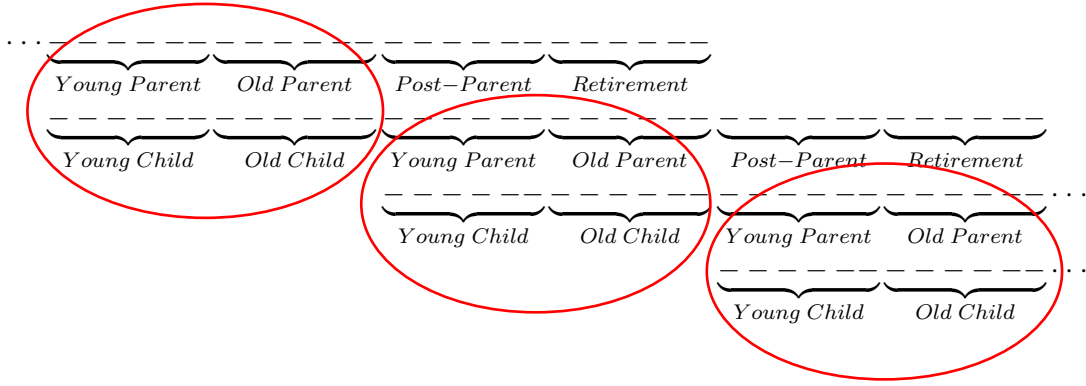 Young Parent Old Parent Post−Parent Retirement
Young Child Old Child Young Parent Old Parent Post−Parent Retirement
Young Child Old Child Young Parent Old Parent
Young Child Old Child